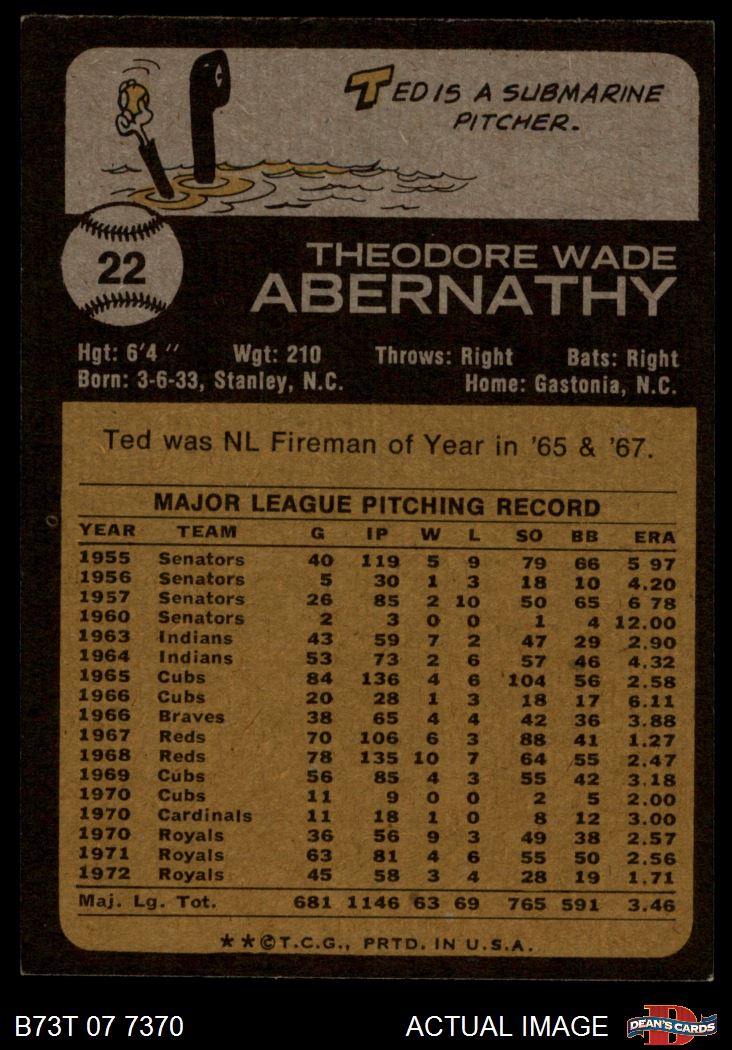 TED IS A SUBMARINE
PITCHER.
22
THEODORE WADE
ABERNATHY
Hgt: 6'4" Wgt: 210 Throws: Right Bats: Right
Born: 3-6-33, Stanley, N.C. Home: Gastonia, N.C.
Ted was NL Fireman of Year in '65 & '67.
MAJOR LEAGUE PITCHING RECORD
YEAR TEAM G IP W L SO BB ERA
1955 Senators 40 119 5 9 79 66 5 97
1956 Senators 5 30 1 3 18 10 4.20
1957 Senators 26 85 2 10 50 65 6 78
1960 Senators 2 3 0 0 1 4 12.00
1963 Indians 43 59 7 2 47 29 2.90
1964 Indians 53 73 2 6 57 46 4.32
1965 Cubs 84 136 4 6 104 56 2.58
1966 Cubs 20 28 1 3 18 17 6.11
1966 Braves 38 65 4 4 42 36 3.88
1967 Reds 70 106 6 3 88 41 1.27
1968 Reds 78 135 10 7 64 55 2.47
1969 Cubs 56 85 4 3 55 42 3.18
1970 Cubs 11 9 0 0 2 5 2.00
1970 Cardinals 11 18 1 0 8 12 3.00
1970 Royals 36 56 9 3 49 38 2.57
1971 Royals 63 81 4 6 55 50 2.56
1972 Royals 45 58 3 4 28 19 1.71
Maj. Lg. Tot. 681 1146 63 69 765 591 3.46
★★©T.C.G., PRTD. IN U.S.A.
B73T 07 7370 ACTUAL IMAGE D DEAN'S CARDS